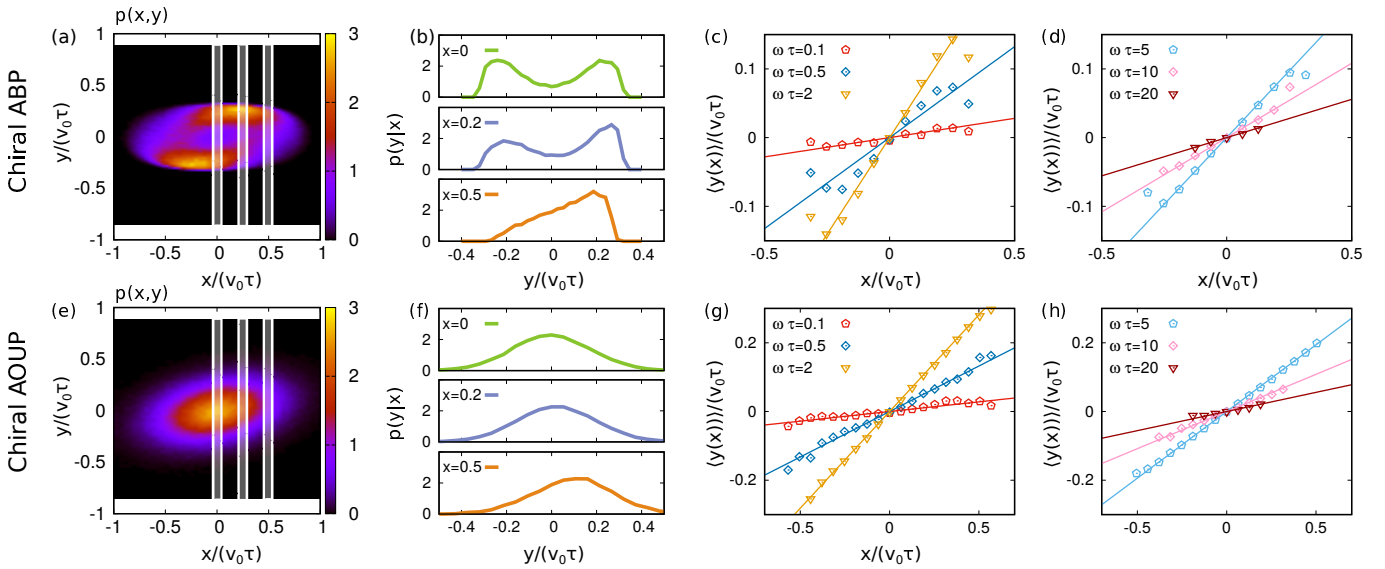 Chiral ABP
p(x,y)
(a)
1
0.5
0
-0.5
-1
y/(v₀τ)
-1
-0.5
0
0.5
1
x/(v₀τ)
3
2
1
0
(b)
x=0
x=0.2
x=0.5
2
0
2
0
2
0
p(y|x)
-0.4
-0.2
0
0.2
0.4
y/(v₀τ)
(c)
ω τ=0.1
ω τ=0.5
ω τ=2
0.1
0
-0.1
⟨y(x)⟩/(v₀τ)
-0.5
0
0.5
x/(v₀τ)
(d)
ω τ=5
ω τ=10
ω τ=20
0.1
0
-0.1
⟨y(x)⟩/(v₀τ)
-0.5
0
0.5
x/(v₀τ)
Chiral AOUP
p(x,y)
(e)
1
0.5
0
-0.5
-1
y/(v₀τ)
-1
-0.5
0
0.5
1
x/(v₀τ)
3
2
1
0
(f)
x=0
x=0.2
x=0.5
2
0
2
0
2
0
p(y|x)
-0.4
-0.2
0
0.2
0.4
y/(v₀τ)
(g)
ω τ=0.1
ω τ=0.5
ω τ=2
0.2
0
-0.2
⟨y(x)⟩/(v₀τ)
-0.5
0
0.5
x/(v₀τ)
(h)
ω τ=5
ω τ=10
ω τ=20
0.2
0
-0.2
⟨y(x)⟩/(v₀τ)
-0.5
0
0.5
x/(v₀τ)